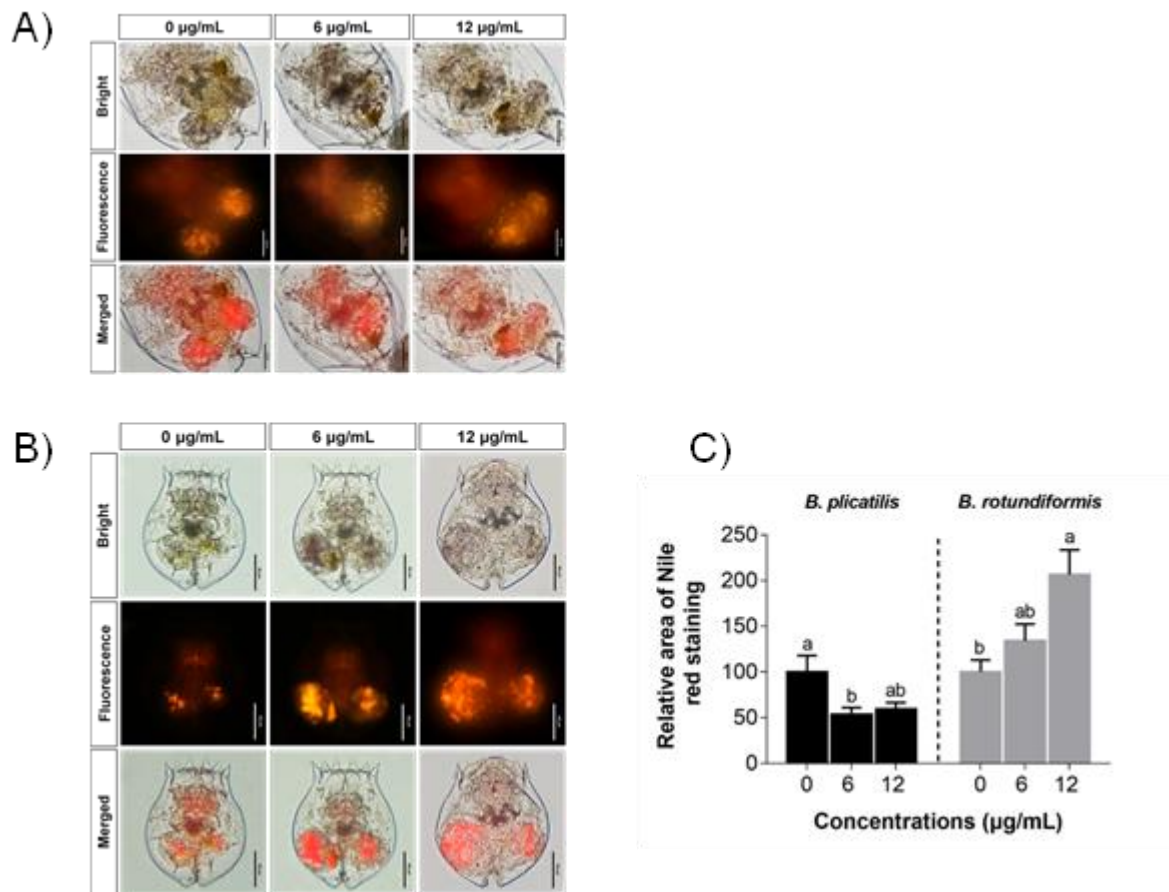 A)
0 µg/mL 6 µg/mL 12 µg/mL
Bright
Fluorescence
Merged
B)
0 µg/mL 6 µg/mL 12 µg/mL
Bright
Fluorescence
Merged
C)
B. plicatilis B. rotundiformis
Relative area of Nile
red staining
250
200
150
100
50
0
a b ab b ab a
0 6 12 0 6 12
Concentrations (µg/mL)